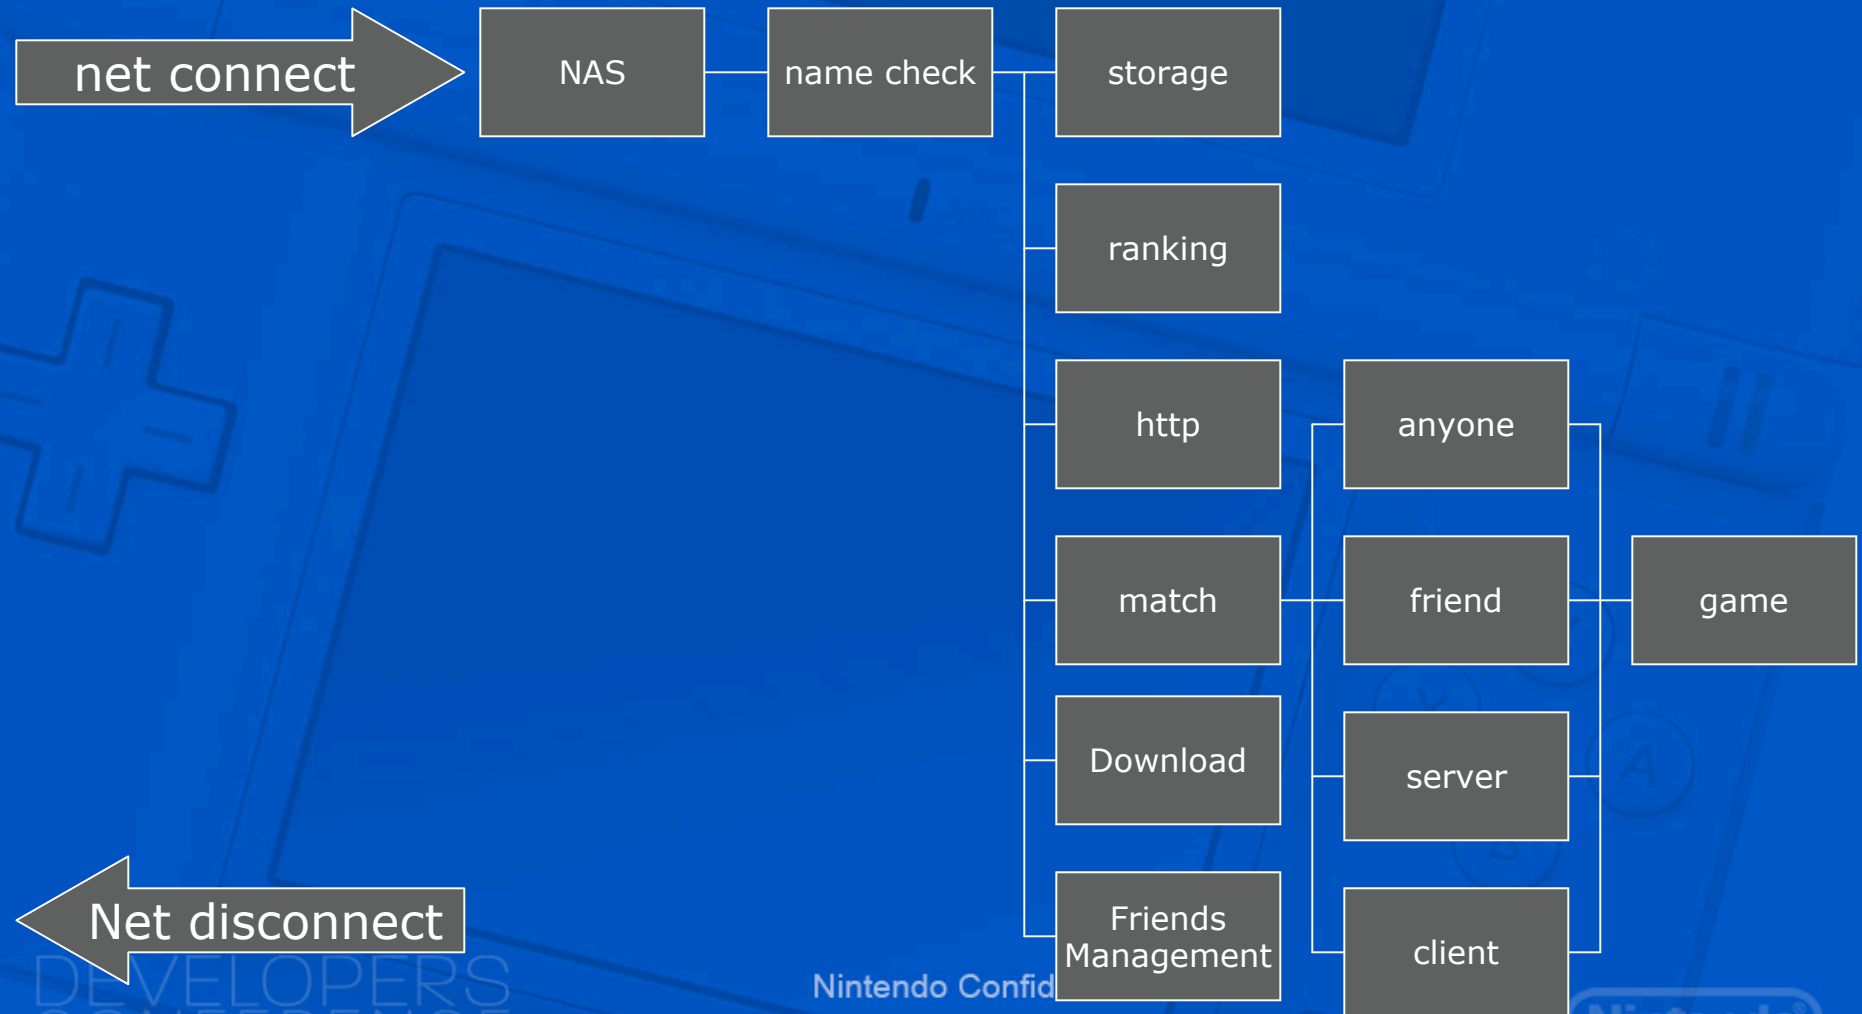 net connect
NAS
name check
storage
ranking
http
anyone
match
friend
game
Download
server
Friends
Management
client
Net disconnect
DEVELOPERS
Nintendo Confid